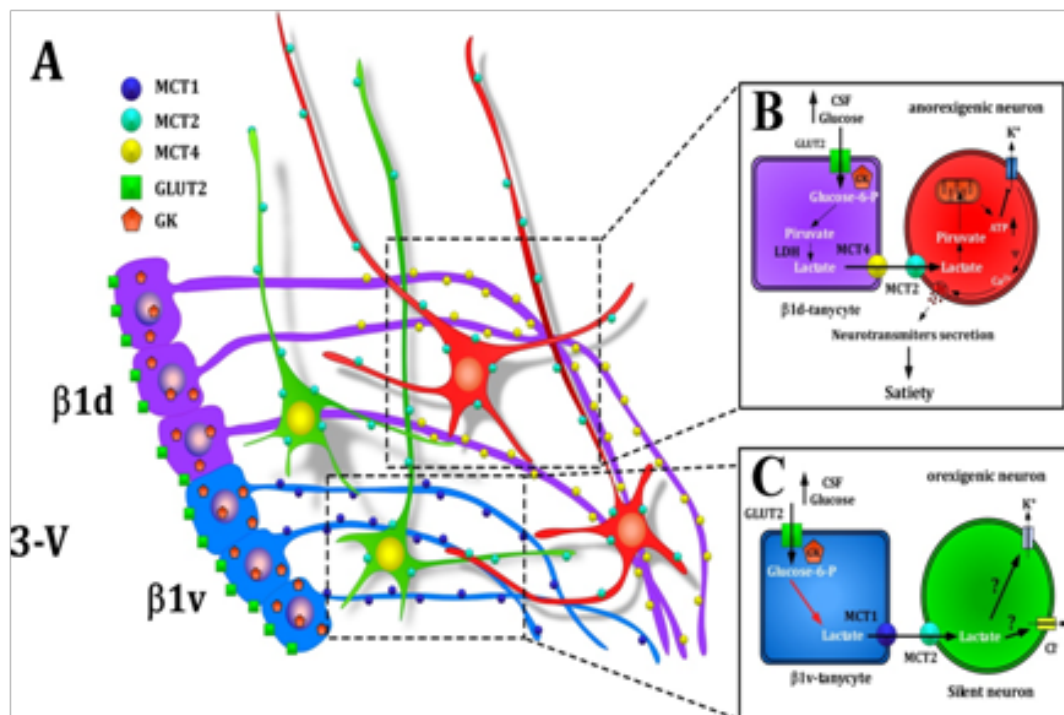 A
MCT1
MCT2
MCT4
GLUT2
GK
β1d
3-V
β1v
B
CSF
Glucose
anorexigenic neuron
GLUT2
K⁺
GK
Glucose-6-P
Piruvate
LDH
Lactate
MCT4
MCT2
Piruvate
ATP
Lactate
Ca²⁺
β1d-tanycyte
Neurotransmiters secretion
Satiety
C
CSF
Glucose
orexigenic neuron
GLUT2
K⁺
GK
Glucose-6-P
MCT1
Lactate
MCT2
Lactate
?
?
Cl
β1v-tanycyte
Silent neuron